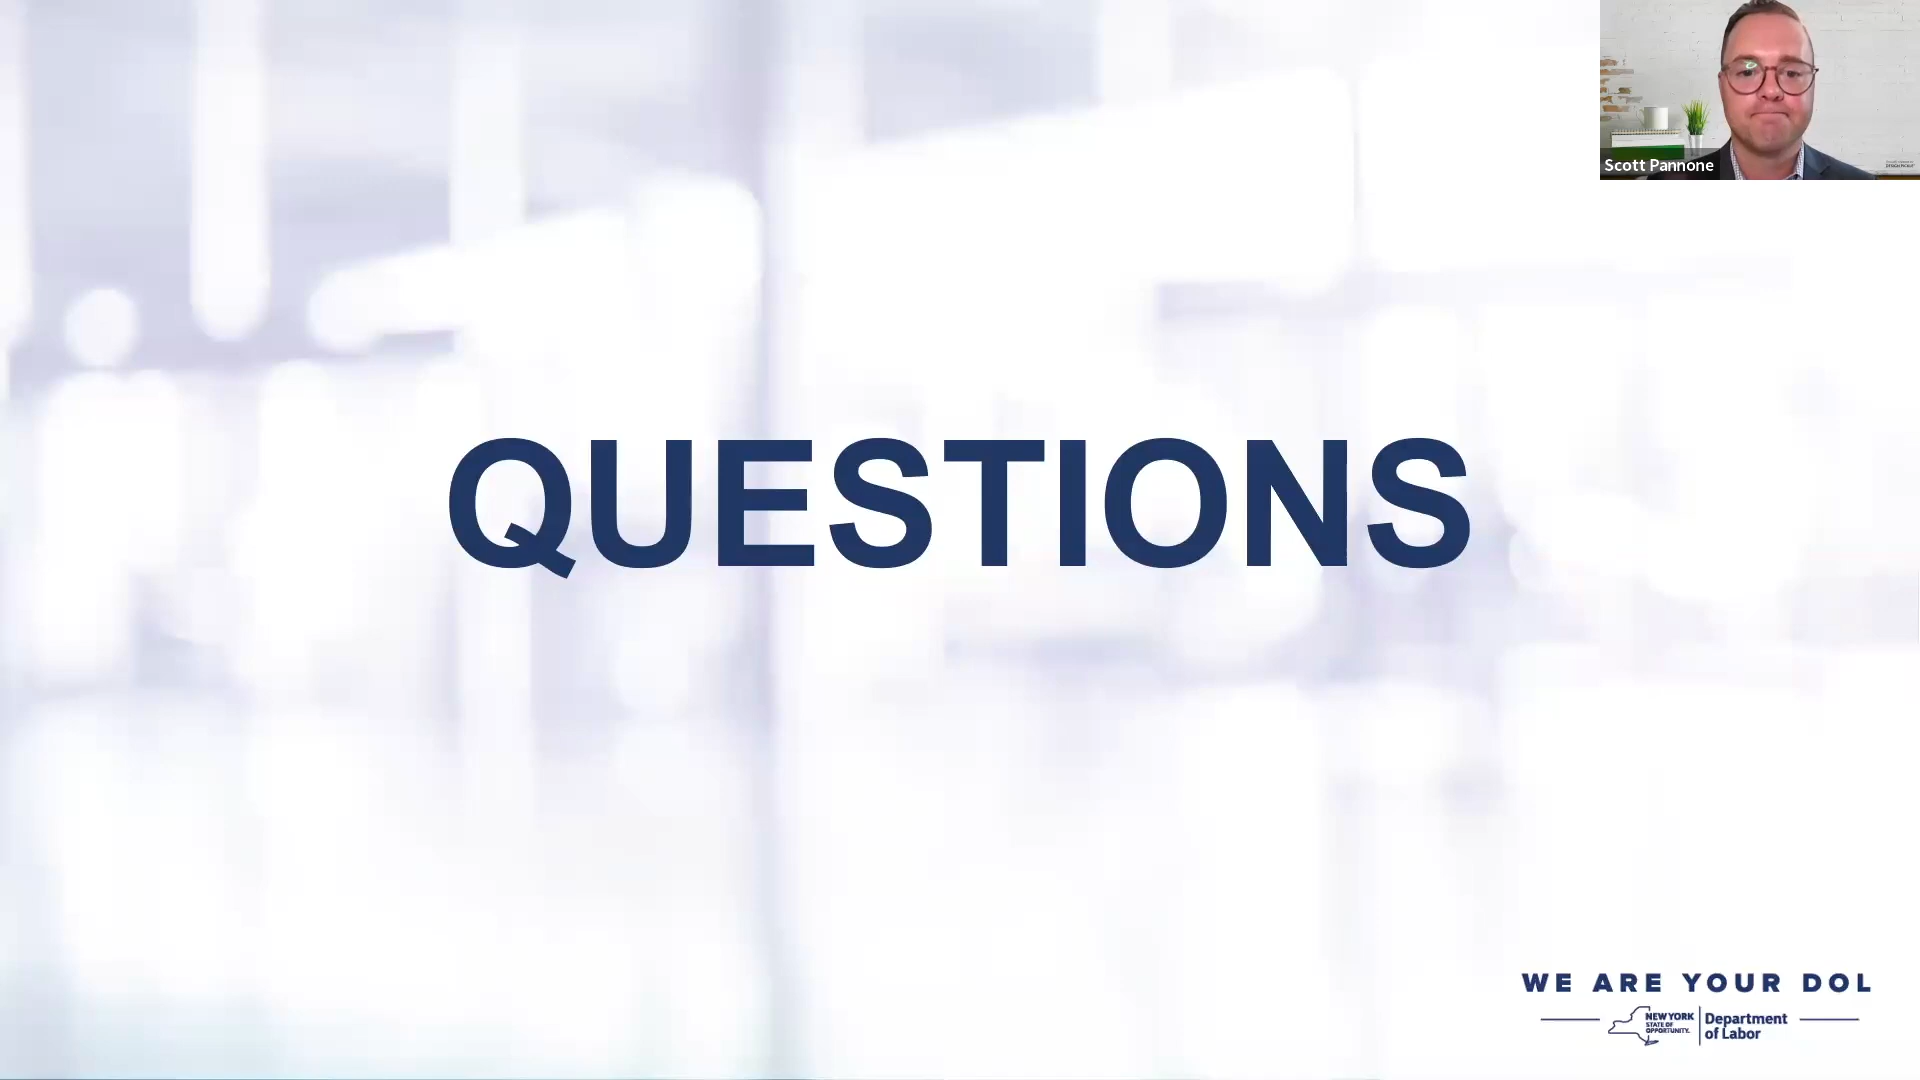 Scott Pannone
QUESTIONS
WE ARE YOUR DOL
NEW YORK
STATE OF
OPPORTUNITY.
Department
of Labor